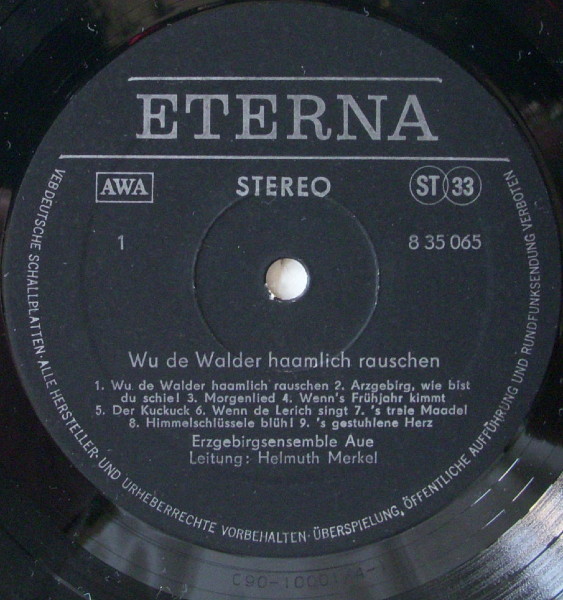 ETERNA
AWA STEREO ST 33
1 8 35 065
Wu de Walder haamlich rauschen
1. Wu de Walder haamlich rauschen 2. Arzgebirg, wie bist
du schie! 3. Morgenlied 4. Wenn's Frühjahr kimmt
5. Der Kuckuck 6. Wenn de Lerich singt 7. 's treie Maadel
8. Himmelschlüssele blüh! 9. 's gestuhlene Herz
Erzgebirgsensemble Aue
Leitung: Helmuth Merkel
VEB DEUTSCHE SCHALLPLATTEN · ALLE HERSTELLER- UND URHEBERRECHTE VORBEHALTEN · ÜBERSPIELUNG, ÖFFENTLICHE AUFFÜHRUNG UND RUNDFUNKSENDUNG VERBOTEN